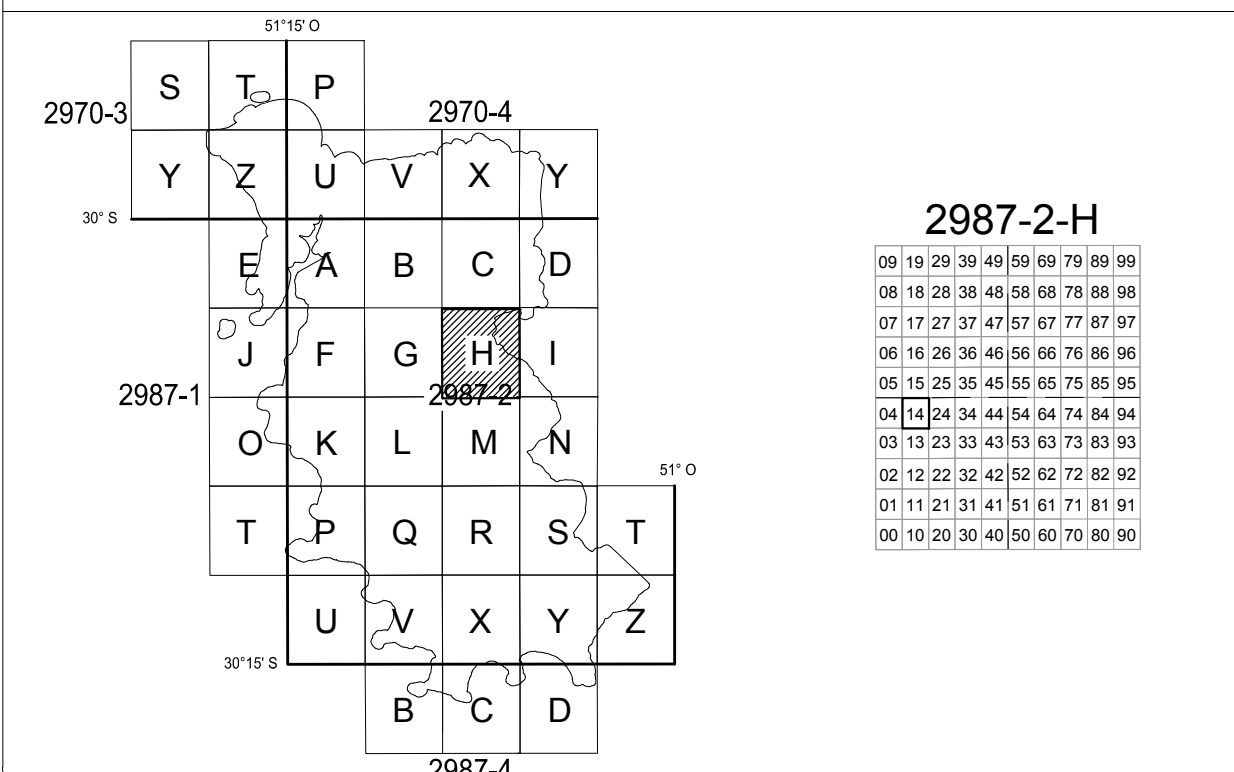 51°15' O
S T P
2970-3 2970-4
Y Z U V X Y
30° S
E A B C D
J F G H I
2987-1 2987-2
O K L M N
51° O
T P Q R S T
U V X Y Z
30°15' S
B C D
2987-4
2987-2-H
09 19 29 39 49 59 69 79 89 99
08 18 28 38 48 58 68 78 88 98
07 17 27 37 47 57 67 77 87 97
06 16 26 36 46 56 66 76 86 96
05 15 25 35 45 55 65 75 85 95
04 14 24 34 44 54 64 74 84 94
03 13 23 33 43 53 63 73 83 93
02 12 22 32 42 52 62 72 82 92
01 11 21 31 41 51 61 71 81 91
00 10 20 30 40 50 60 70 80 90